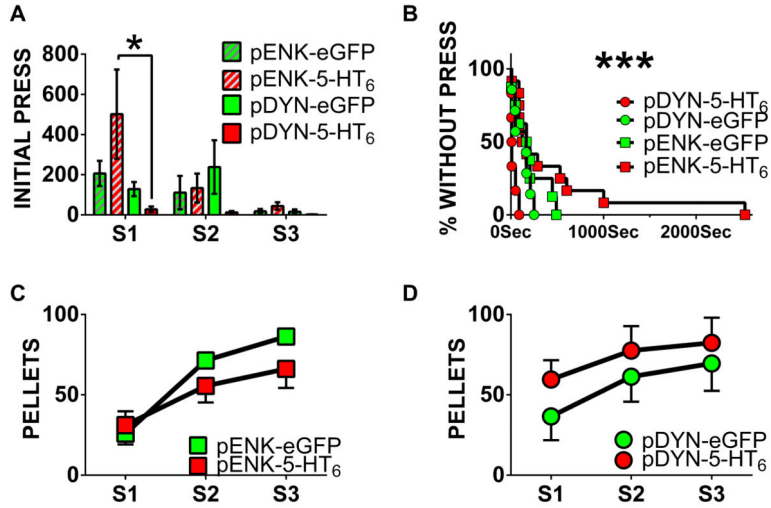 A
INITIAL PRESS
800
600
400
200
0
*
pENK-eGFP
pENK-5-HT6
pDYN-eGFP
pDYN-5-HT6
S1 S2 S3
B
% WITHOUT PRESS
100
50
0
***
pDYN-5-HT6
pDYN-eGFP
pENK-eGFP
pENK-5-HT6
0Sec 1000Sec 2000Sec
C
PELLETS
100
50
0
pENK-eGFP
pENK-5-HT6
S1 S2 S3
D
PELLETS
100
50
0
pDYN-eGFP
pDYN-5-HT6
S1 S2 S3